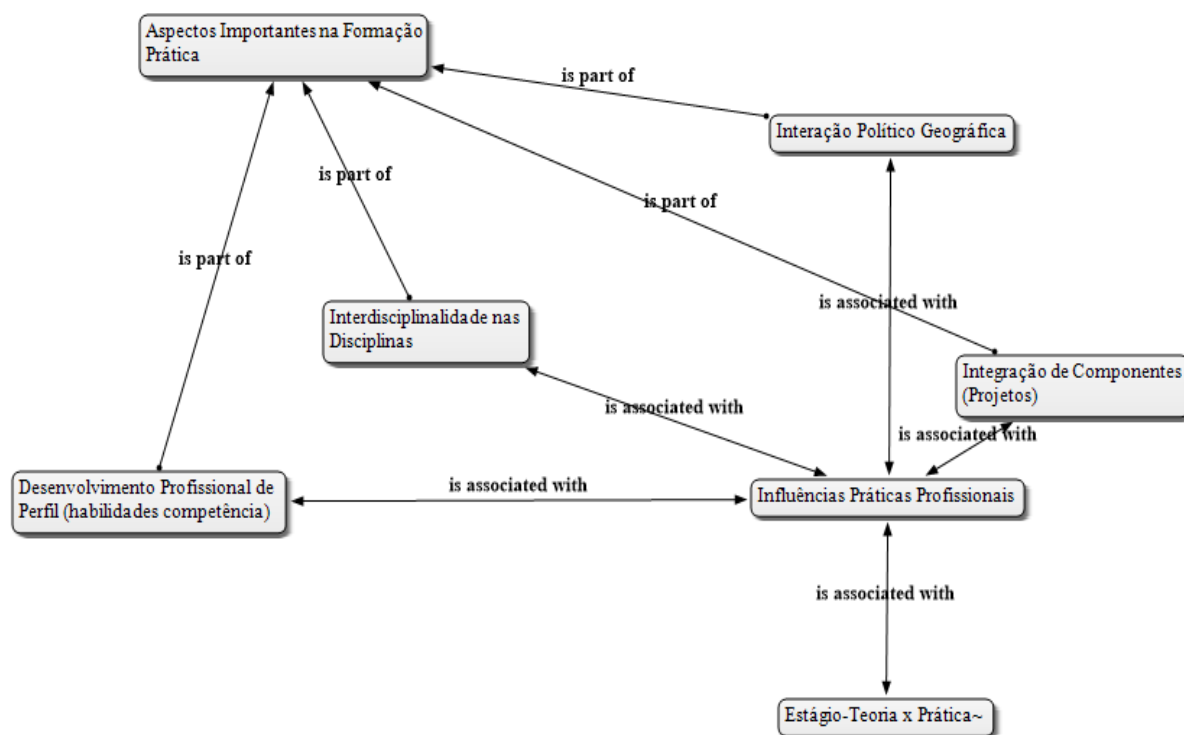 Aspectos Importantes na Formação
Prática
is part of
Interação Político Geográfica
is part of
is part of
is part of
is associated with
Interdisciplinalidade nas
Disciplinas
Integração de Componentes
(Projetos)
is associated with
is associated with
Desenvolvimento Profissional de
Perfil (habilidades competência)
is associated with
Influências Práticas Profissionais
is associated with
Estágio-Teoria x Prática~